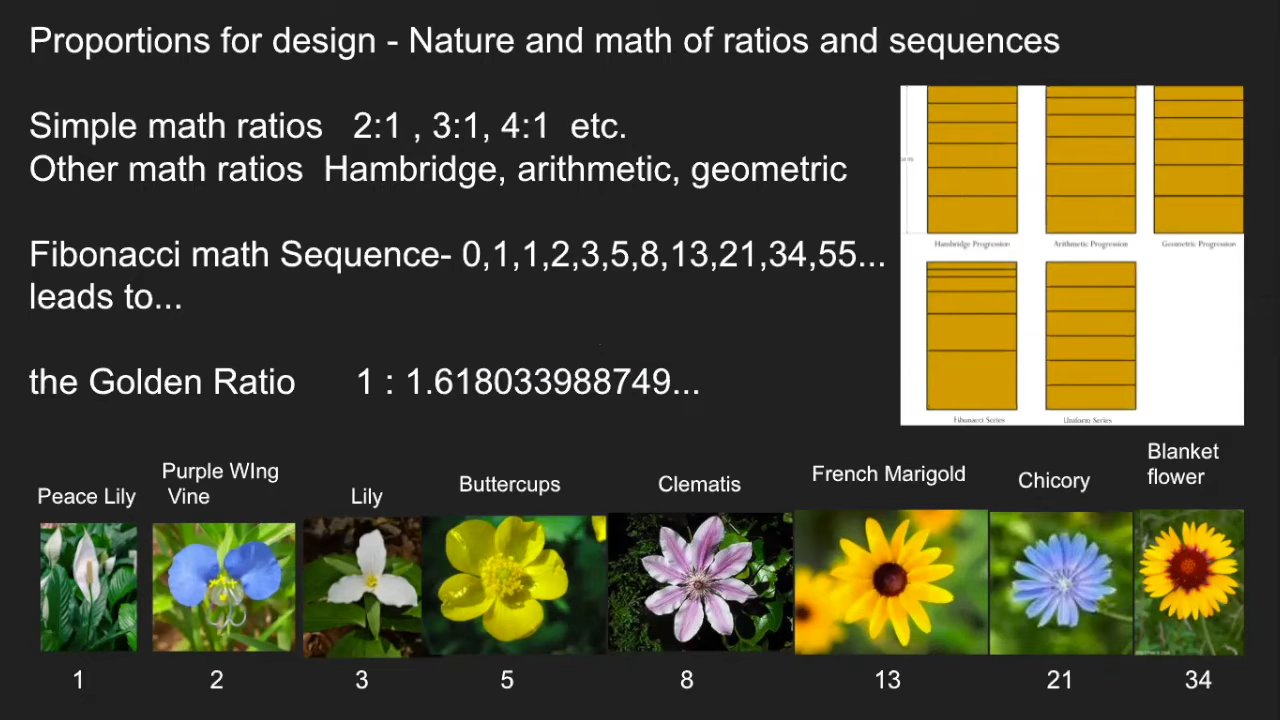 Proportions for design - Nature and math of ratios and sequences
Simple math ratios 2:1 , 3:1, 4:1 etc.
Other math ratios Hambridge, arithmetic, geometric
Fibonacci math Sequence- 0,1,1,2,3,5,8,13,21,34,55...
leads to...
the Golden Ratio 1 : 1.618033988749...
Hambridge Progression Arithmetic Progression Geometric Progression
Fibonacci Series Uniform Series
Peace Lily
Purple WIng
Vine
Lily
Buttercups
Clematis
French Marigold
Chicory
Blanket
flower
1 2 3 5 8 13 21 34